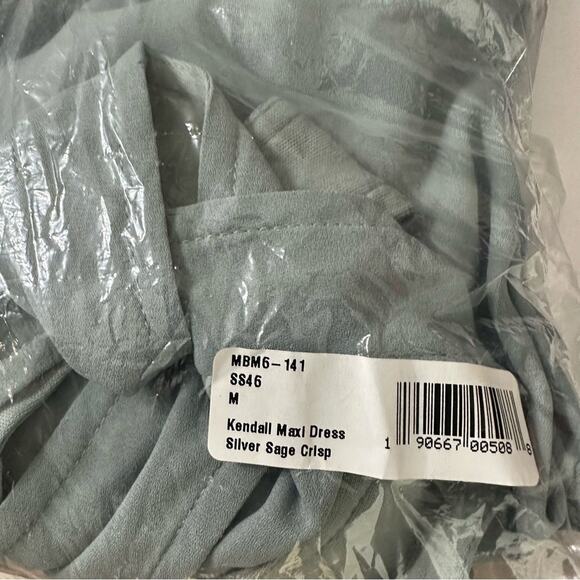 MBM6-141
SS46
M
Kendall Maxi Dress
Silver Sage Crisp
1 90667 00508 8